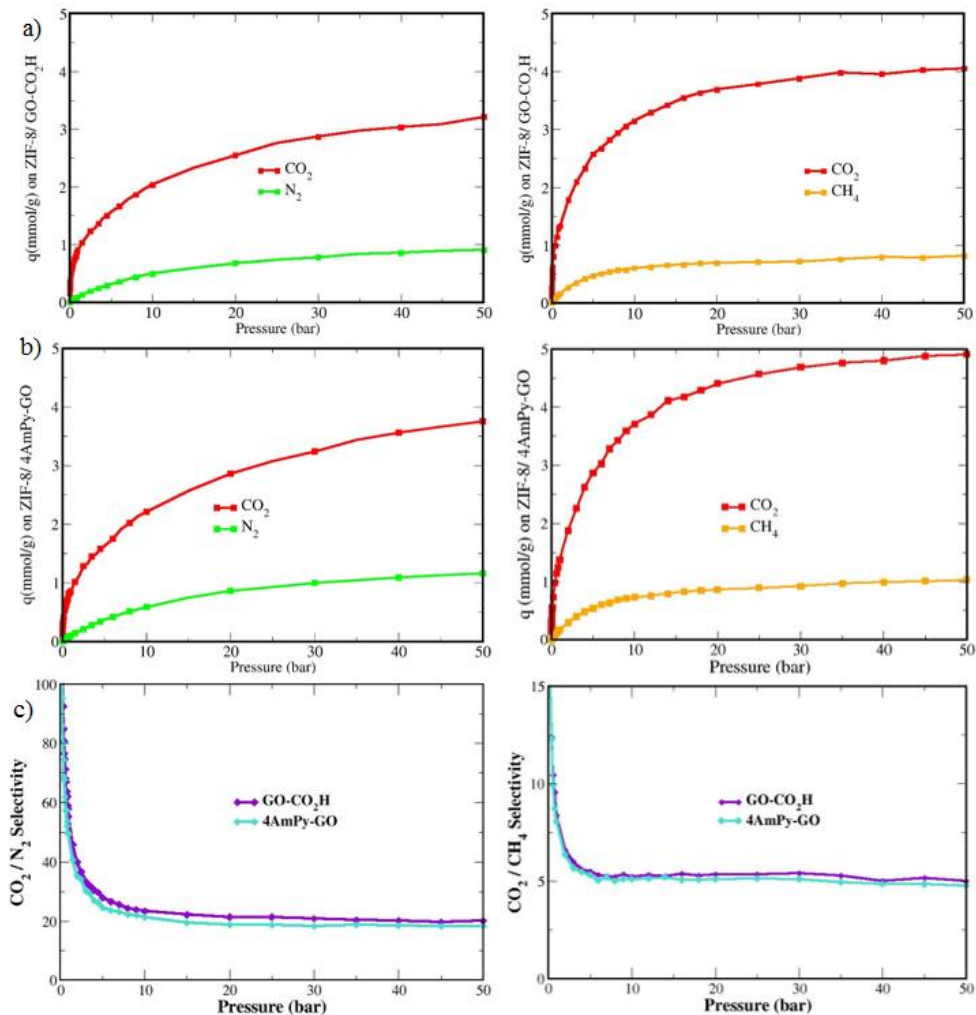 a)
5
4
3
2
1
0
q(mmol/g) on ZIF-8/ GO-CO₂H
CO₂
N₂
0 10 20 30 40 50
Pressure (bar)
5
4
3
2
1
0
q(mmol/g) on ZIF-8/ GO-CO₂H
CO₂
CH₄
0 10 20 30 40 50
Pressure (bar)
b)
5
4
3
2
1
0
q(mmol/g) on ZIF-8/ 4AmPy-GO
CO₂
N₂
0 10 20 30 40 50
Pressure (bar)
5
4
3
2
1
0
q (mmol/g) on ZIF-8/ 4AmPy-GO
CO₂
CH₄
0 10 20 30 40 50
Pressure (bar)
c)
100
80
60
40
20
0
CO₂ / N₂ Selectivity
GO-CO₂H
4AmPy-GO
0 10 20 30 40 50
Pressure (bar)
15
10
5
0
CO₂ / CH₄ Selectivity
GO-CO₂H
4AmPy-GO
0 10 20 30 40 50
Pressure (bar)